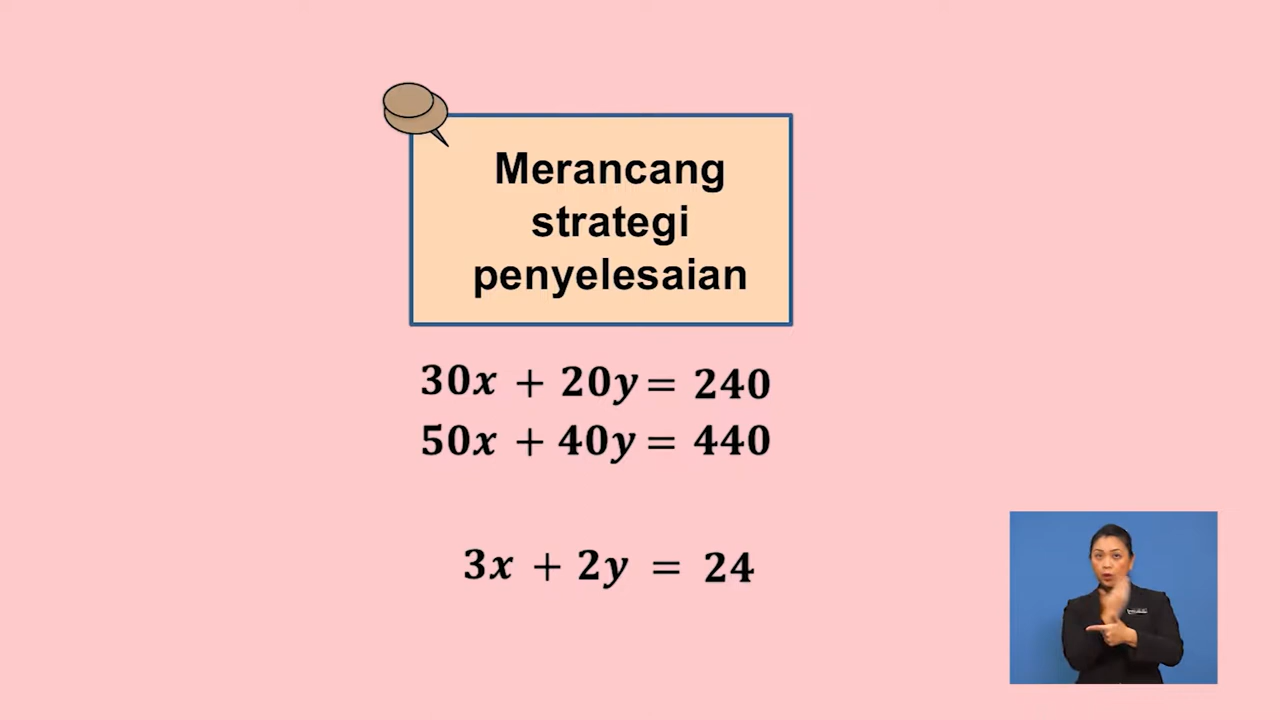 Merancang
strategi
penyelesaian
30x + 20y = 240
50x + 40y = 440
3x + 2y = 24